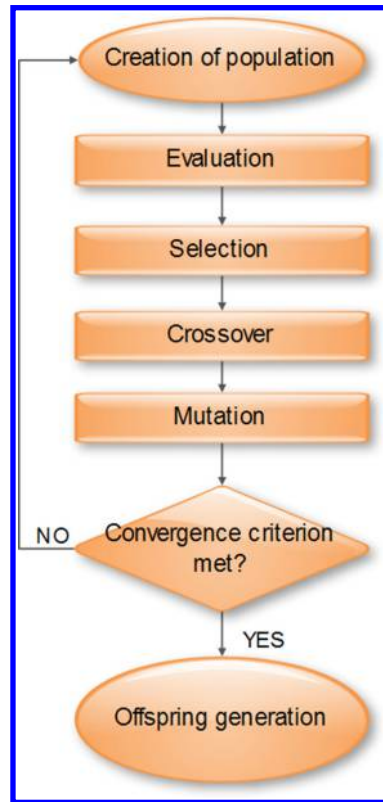 Creation of population
Evaluation
Selection
Crossover
Mutation
Convergence criterion
met?
NO
YES
Offspring generation